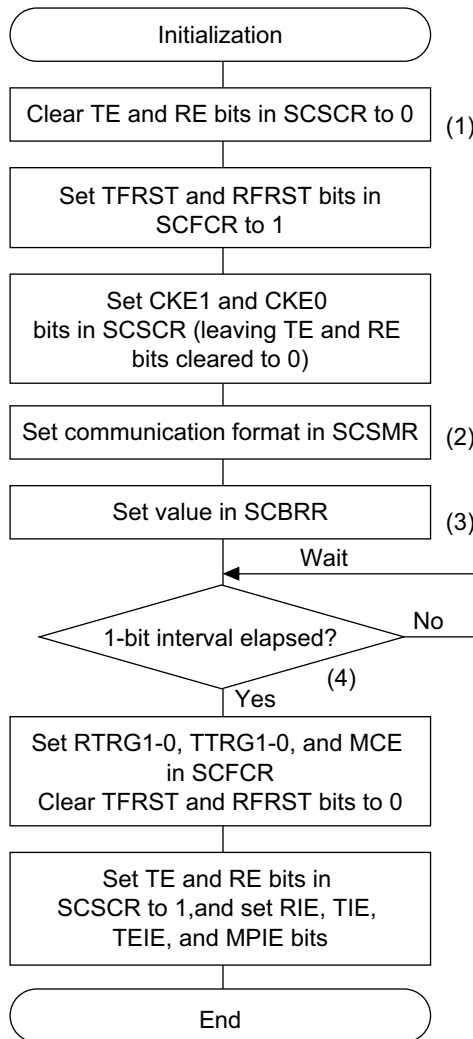 Initialization
Clear TE and RE bits in SCSCR to 0
(1)
Set TFRST and RFRST bits in
SCFCR to 1
Set CKE1 and CKE0
bits in SCSCR (leaving TE and RE
bits cleared to 0)
Set communication format in SCSMR
(2)
Set value in SCBRR
(3)
Wait
1-bit interval elapsed?
No
(4)
Yes
Set RTRG1-0, TTRG1-0, and MCE
in SCFCR
Clear TFRST and RFRST bits to 0
Set TE and RE bits in
SCSCR to 1,and set RIE, TIE,
TEIE, and MPIE bits
End